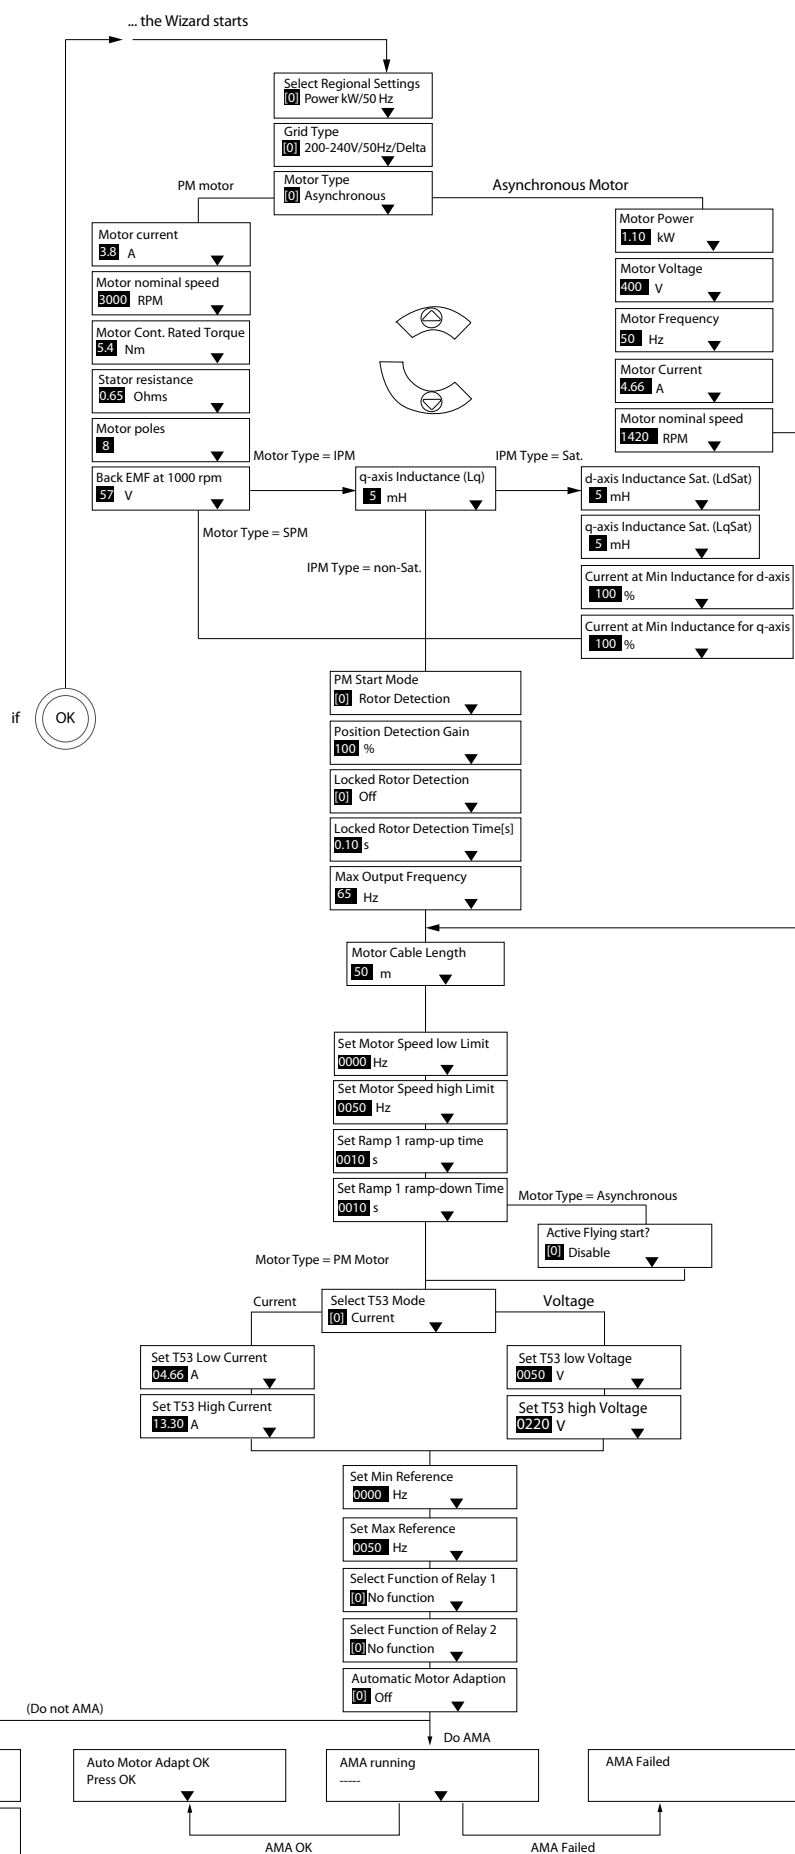 ... the Wizard starts
Select Regional Settings
[0] Power kW/50 Hz
Grid Type
[0] 200-240V/50Hz/Delta
Motor Type
[0] Asynchronous
PM motor
Asynchronous Motor
Motor current
3.8 A
Motor nominal speed
3000 RPM
Motor Cont. Rated Torque
5.4 Nm
Stator resistance
0.65 Ohms
Motor poles
8
Back EMF at 1000 rpm
57 V
Motor Power
1.10 kW
Motor Voltage
400 V
Motor Frequency
50 Hz
Motor Current
4.66 A
Motor nominal speed
1420 RPM
Motor Type = IPM
q-axis Inductance (Lq)
5 mH
IPM Type = Sat.
d-axis Inductance Sat. (LdSat)
5 mH
q-axis Inductance Sat. (LqSat)
5 mH
Current at Min Inductance for d-axis
100 %
Current at Min Inductance for q-axis
100 %
Motor Type = SPM
IPM Type = non-Sat.
if
OK
PM Start Mode
[0] Rotor Detection
Position Detection Gain
100 %
Locked Rotor Detection
[0] Off
Locked Rotor Detection Time[s]
0.10 s
Max Output Frequency
65 Hz
Motor Cable Length
50 m
Set Motor Speed low Limit
0000 Hz
Set Motor Speed high Limit
0050 Hz
Set Ramp 1 ramp-up time
0010 s
Set Ramp 1 ramp-down Time
0010 s
Motor Type = Asynchronous
Active Flying start?
[0] Disable
Motor Type = PM Motor
Select T53 Mode
[0] Current
Current
Voltage
Set T53 Low Current
04.66 A
Set T53 High Current
13.30 A
Set T53 low Voltage
0050 V
Set T53 high Voltage
0220 V
Set Min Reference
0000 Hz
Set Max Reference
0050 Hz
Select Function of Relay 1
[0] No function
Select Function of Relay 2
[0] No function
Automatic Motor Adaption
[0] Off
(Do not AMA)
Do AMA
Auto Motor Adapt OK
Press OK
AMA running
-----
AMA Failed
AMA OK
AMA Failed